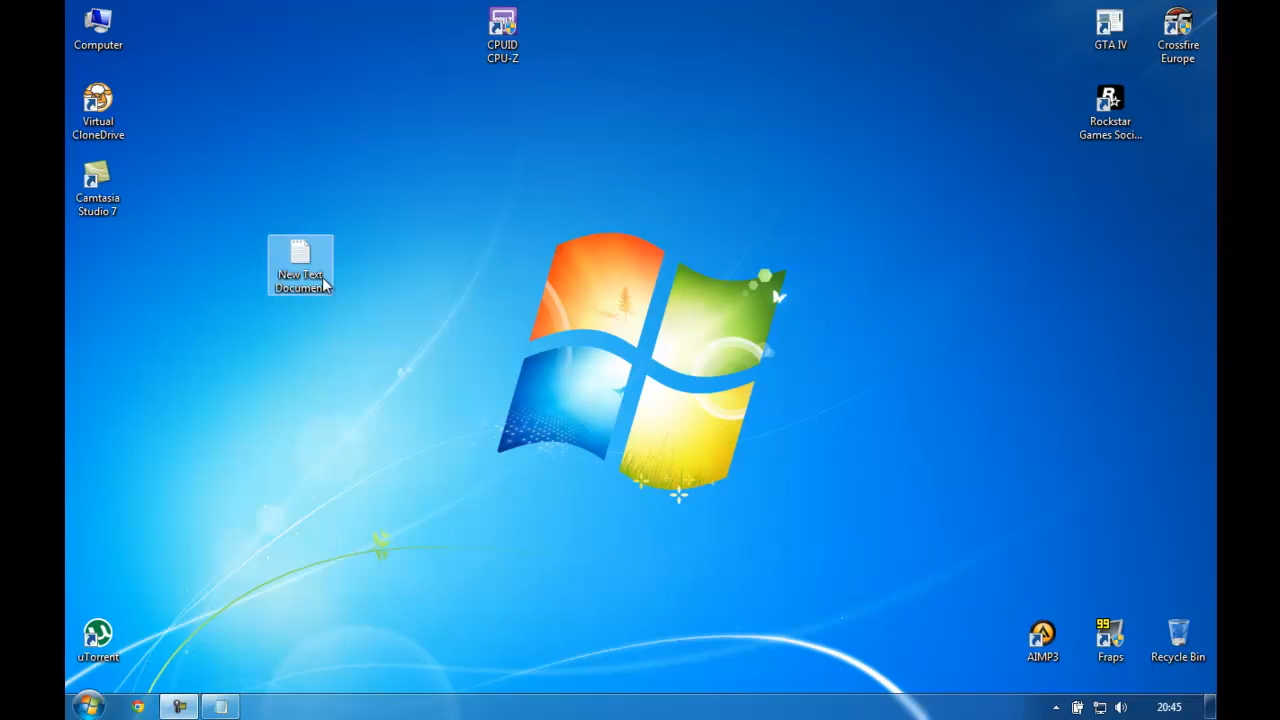 Computer
CPUID
CPU-Z
GTA IV
Crossfire
Europe
Virtual
CloneDrive
Rockstar
Games Soci...
Camtasia
Studio 7
New Text
Document
uTorrent
AIMP3
99
Fraps
Recycle Bin
20:45